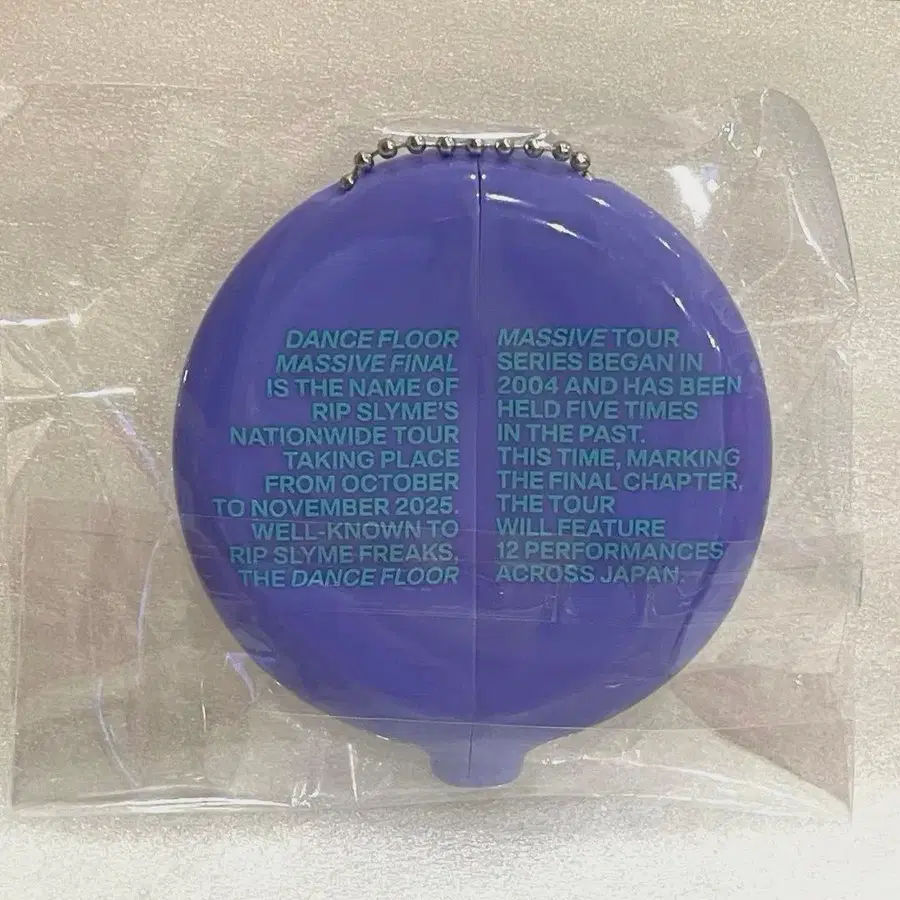 DANCE FLOOR
MASSIVE FINAL
IS THE NAME OF
RIP SLYME'S
NATIONWIDE TOUR
TAKING PLACE
FROM OCTOBER
TO NOVEMBER 2025.
WELL-KNOWN TO
RIP SLYME FREAKS,
THE DANCE FLOOR
MASSIVE TOUR
SERIES BEGAN IN
2004 AND HAS BEEN
HELD FIVE TIMES
IN THE PAST.
THIS TIME, MARKING
THE FINAL CHAPTER,
THE TOUR
WILL FEATURE
12 PERFORMANCES
ACROSS JAPAN.